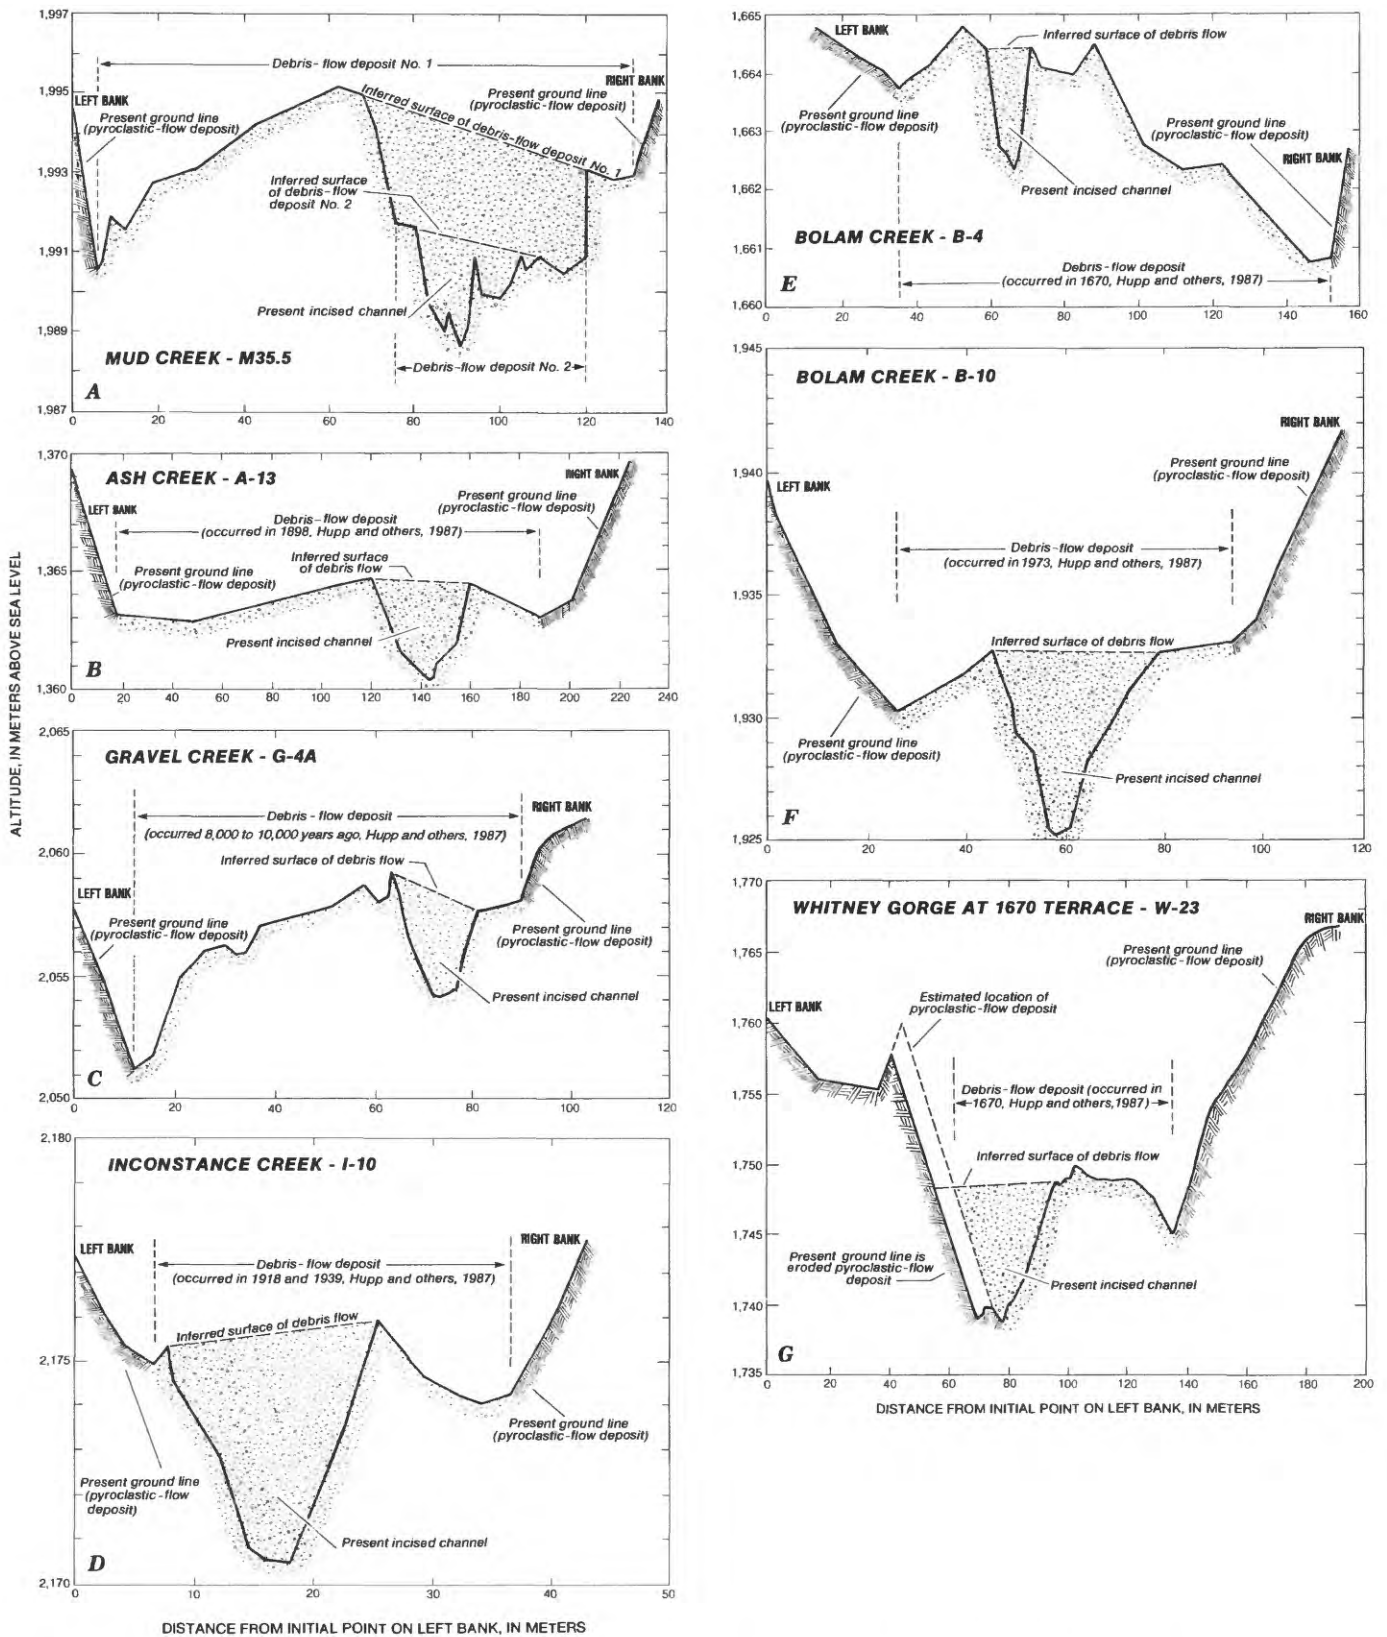 ALTITUDE, IN METERS ABOVE SEA LEVEL
1,997
1,995
1,993
1,991
1,989
1,987
Debris-flow deposit No. 1
LEFT BANK
RIGHT BANK
Present ground line
(pyroclastic-flow deposit)
Inferred surface of debris-flow deposit No. 1
Present ground line
(pyroclastic-flow deposit)
Inferred surface
of debris-flow
deposit No. 2
Present incised channel
MUD CREEK - M35.5
Debris-flow deposit No. 2
A
0 20 40 60 80 100 120 140
1,370
1,365
1,360
ASH CREEK - A-13
RIGHT BANK
LEFT BANK
Present ground line
(pyroclastic-flow deposit)
Debris-flow deposit
(occurred in 1898, Hupp and others, 1987)
Inferred surface
of debris flow
Present ground line
(pyroclastic-flow deposit)
Present incised channel
B
0 20 40 60 80 100 120 140 160 180 200 220 240
2,065
2,060
2,055
2,050
GRAVEL CREEK - G-4A
Debris-flow deposit
(occurred 8,000 to 10,000 years ago, Hupp and others, 1987)
RIGHT BANK
Inferred surface of debris flow
LEFT BANK
Present ground line
(pyroclastic-flow deposit)
Present ground line
(pyroclastic-flow deposit)
Present incised channel
C
0 20 40 60 80 100 120
2,180
2,175
2,170
INCONSTANCE CREEK - I-10
LEFT BANK
RIGHT BANK
Debris-flow deposit
(occurred in 1918 and 1939, Hupp and others, 1987)
Inferred surface of debris flow
Present ground line
(pyroclastic-flow deposit)
Present ground line
(pyroclastic-flow
deposit)
Present incised channel
D
0 10 20 30 40 50
DISTANCE FROM INITIAL POINT ON LEFT BANK, IN METERS
1,665
1,664
1,663
1,662
1,661
1,660
LEFT BANK
Inferred surface of debris flow
Present ground line
(pyroclastic-flow deposit)
Present ground line
(pyroclastic-flow deposit)
RIGHT BANK
Present incised channel
BOLAM CREEK - B-4
Debris-flow deposit
(occurred in 1670, Hupp and others, 1987)
E
0 20 40 60 80 100 120 140 160
1,945
1,940
1,935
1,930
1,925
BOLAM CREEK - B-10
RIGHT BANK
LEFT BANK
Present ground line
(pyroclastic-flow deposit)
Debris-flow deposit
(occurred in 1973, Hupp and others, 1987)
Inferred surface of debris flow
Present ground line
(pyroclastic-flow deposit)
Present incised channel
F
0 20 40 60 80 100 120
1,770
1,765
1,760
1,755
1,750
1,745
1,740
1,735
WHITNEY GORGE AT 1670 TERRACE - W-23
RIGHT BANK
Present ground line
(pyroclastic-flow deposit)
LEFT BANK
Estimated location of
pyroclastic-flow
deposit
Debris-flow deposit (occurred in
1670, Hupp and others,1987)
Inferred surface of debris flow
Present ground line is
eroded pyroclastic-flow
deposit
Present incised channel
G
0 20 40 60 80 100 120 140 160 180 200
DISTANCE FROM INITIAL POINT ON LEFT BANK, IN METERS